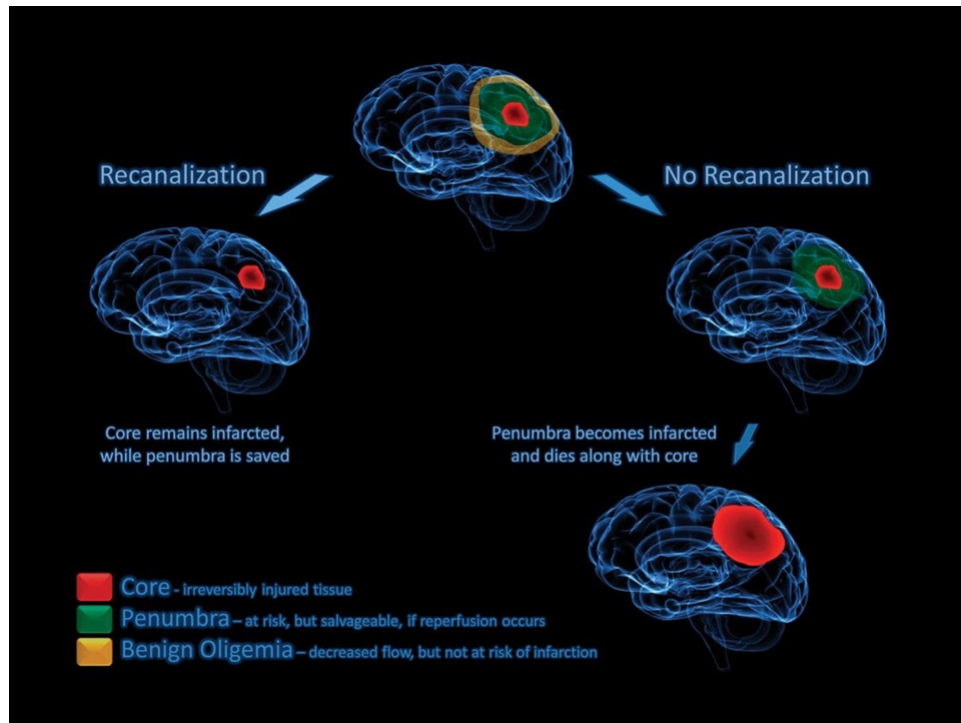 Recanalization
No Recanalization
Core remains infarcted,
while penumbra is saved
Penumbra becomes infarcted
and dies along with core
Core - irreversibly injured tissue
Penumbra – at risk, but salvageable, if reperfusion occurs
Benign Oligemia – decreased flow, but not at risk of infarction